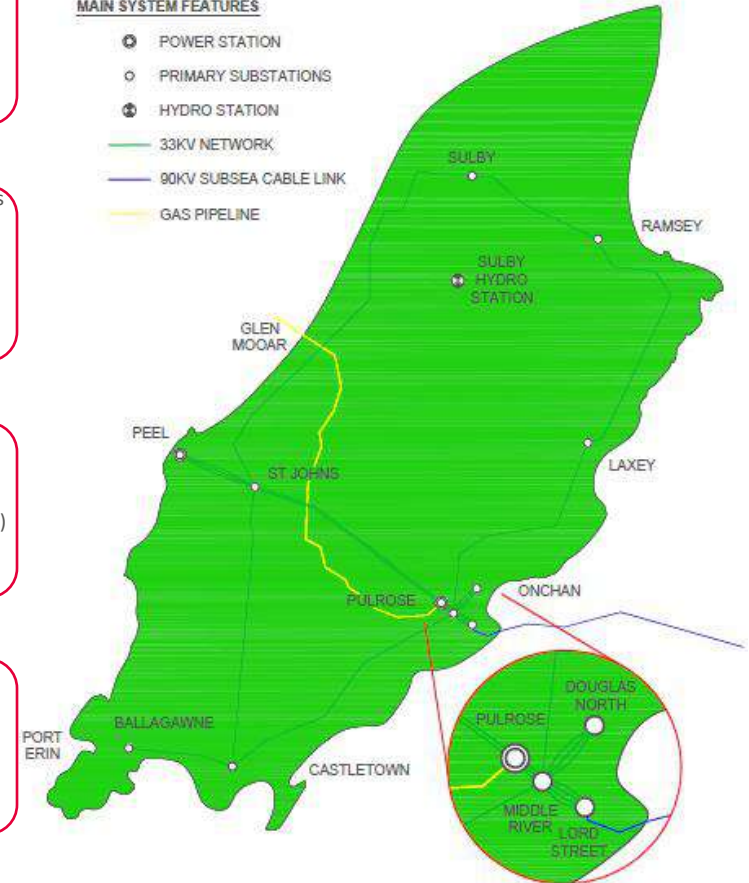 MAIN SYSTEM FEATURES
POWER STATION
PRIMARY SUBSTATIONS
HYDRO STATION
33KV NETWORK
90KV SUBSEA CABLE LINK
GAS PIPELINE
s
)
SULBY
RAMSEY
SULBY
HYDRO
STATION
GLEN
MOOAR
PEEL
ST JOHNS
LAXEY
PULROSE
ONCHAN
DOUGLAS
NORTH
PULROSE
MIDDLE
RIVER
LORD
STREET
PORT
ERIN
BALLAGAWNE
CASTLETOWN